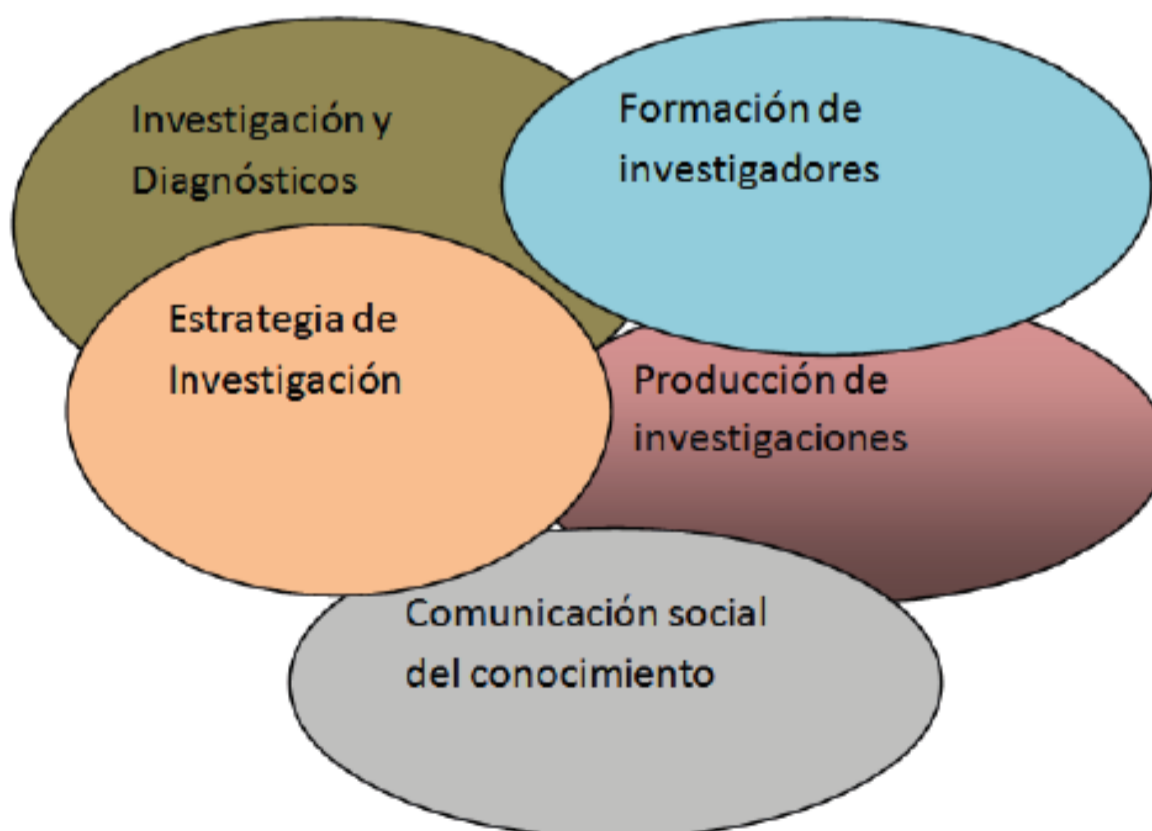 Investigación y
Diagnósticos
Formación de
investigadores
Estrategia de
Investigación
Producción de
investigaciones
Comunicación social
del conocimiento